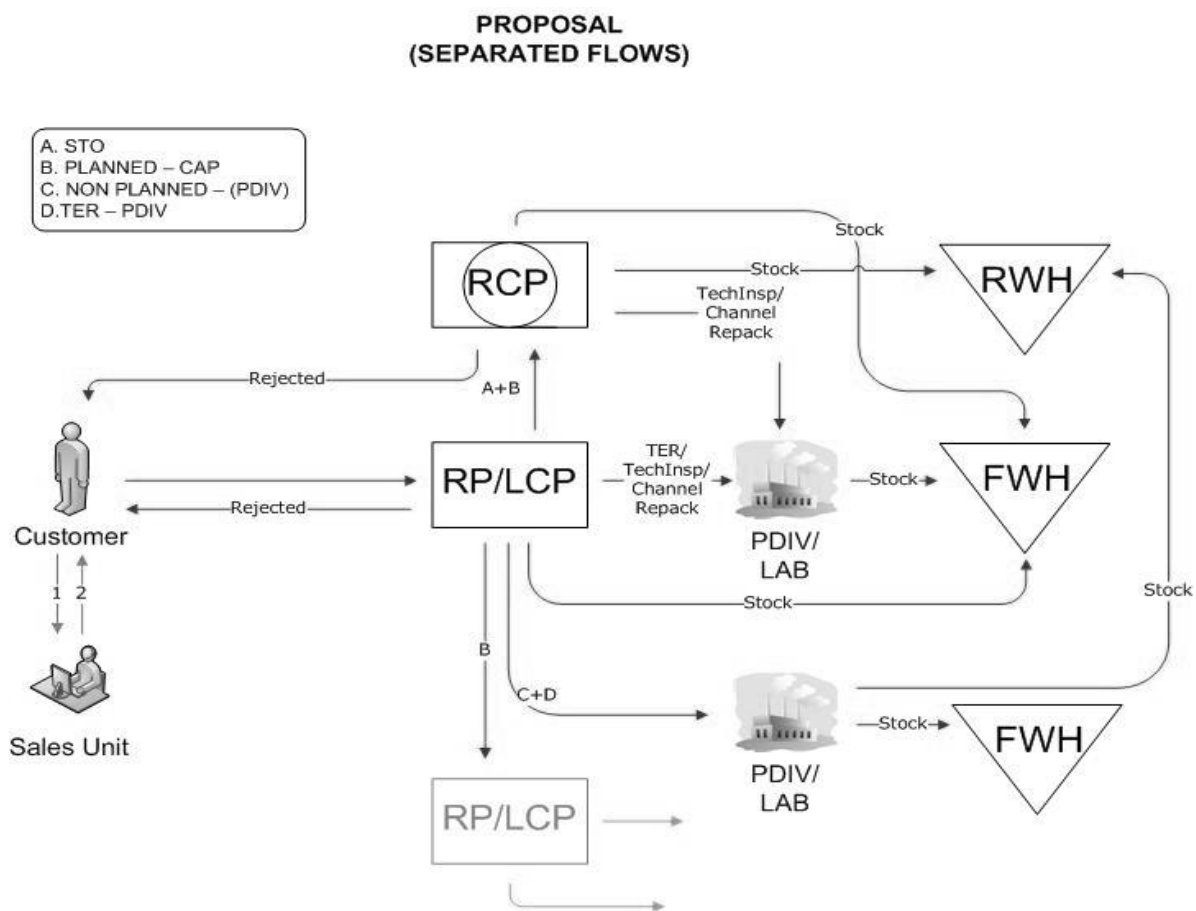 PROPOSAL
(SEPARATED FLOWS)
A. STO
B. PLANNED – CAP
C. NON PLANNED – (PDIV)
D.TER – PDIV
Stock
RCP
Stock
RWH
TechInsp/
Channel
Repack
Rejected
A+B
RP/LCP
TER/
TechInsp/
Channel
Repack
Stock
FWH
Rejected
Customer
PDIV/
LAB
1
2
Stock
Stock
B
C+D
Sales Unit
Stock
FWH
PDIV/
LAB
RP/LCP